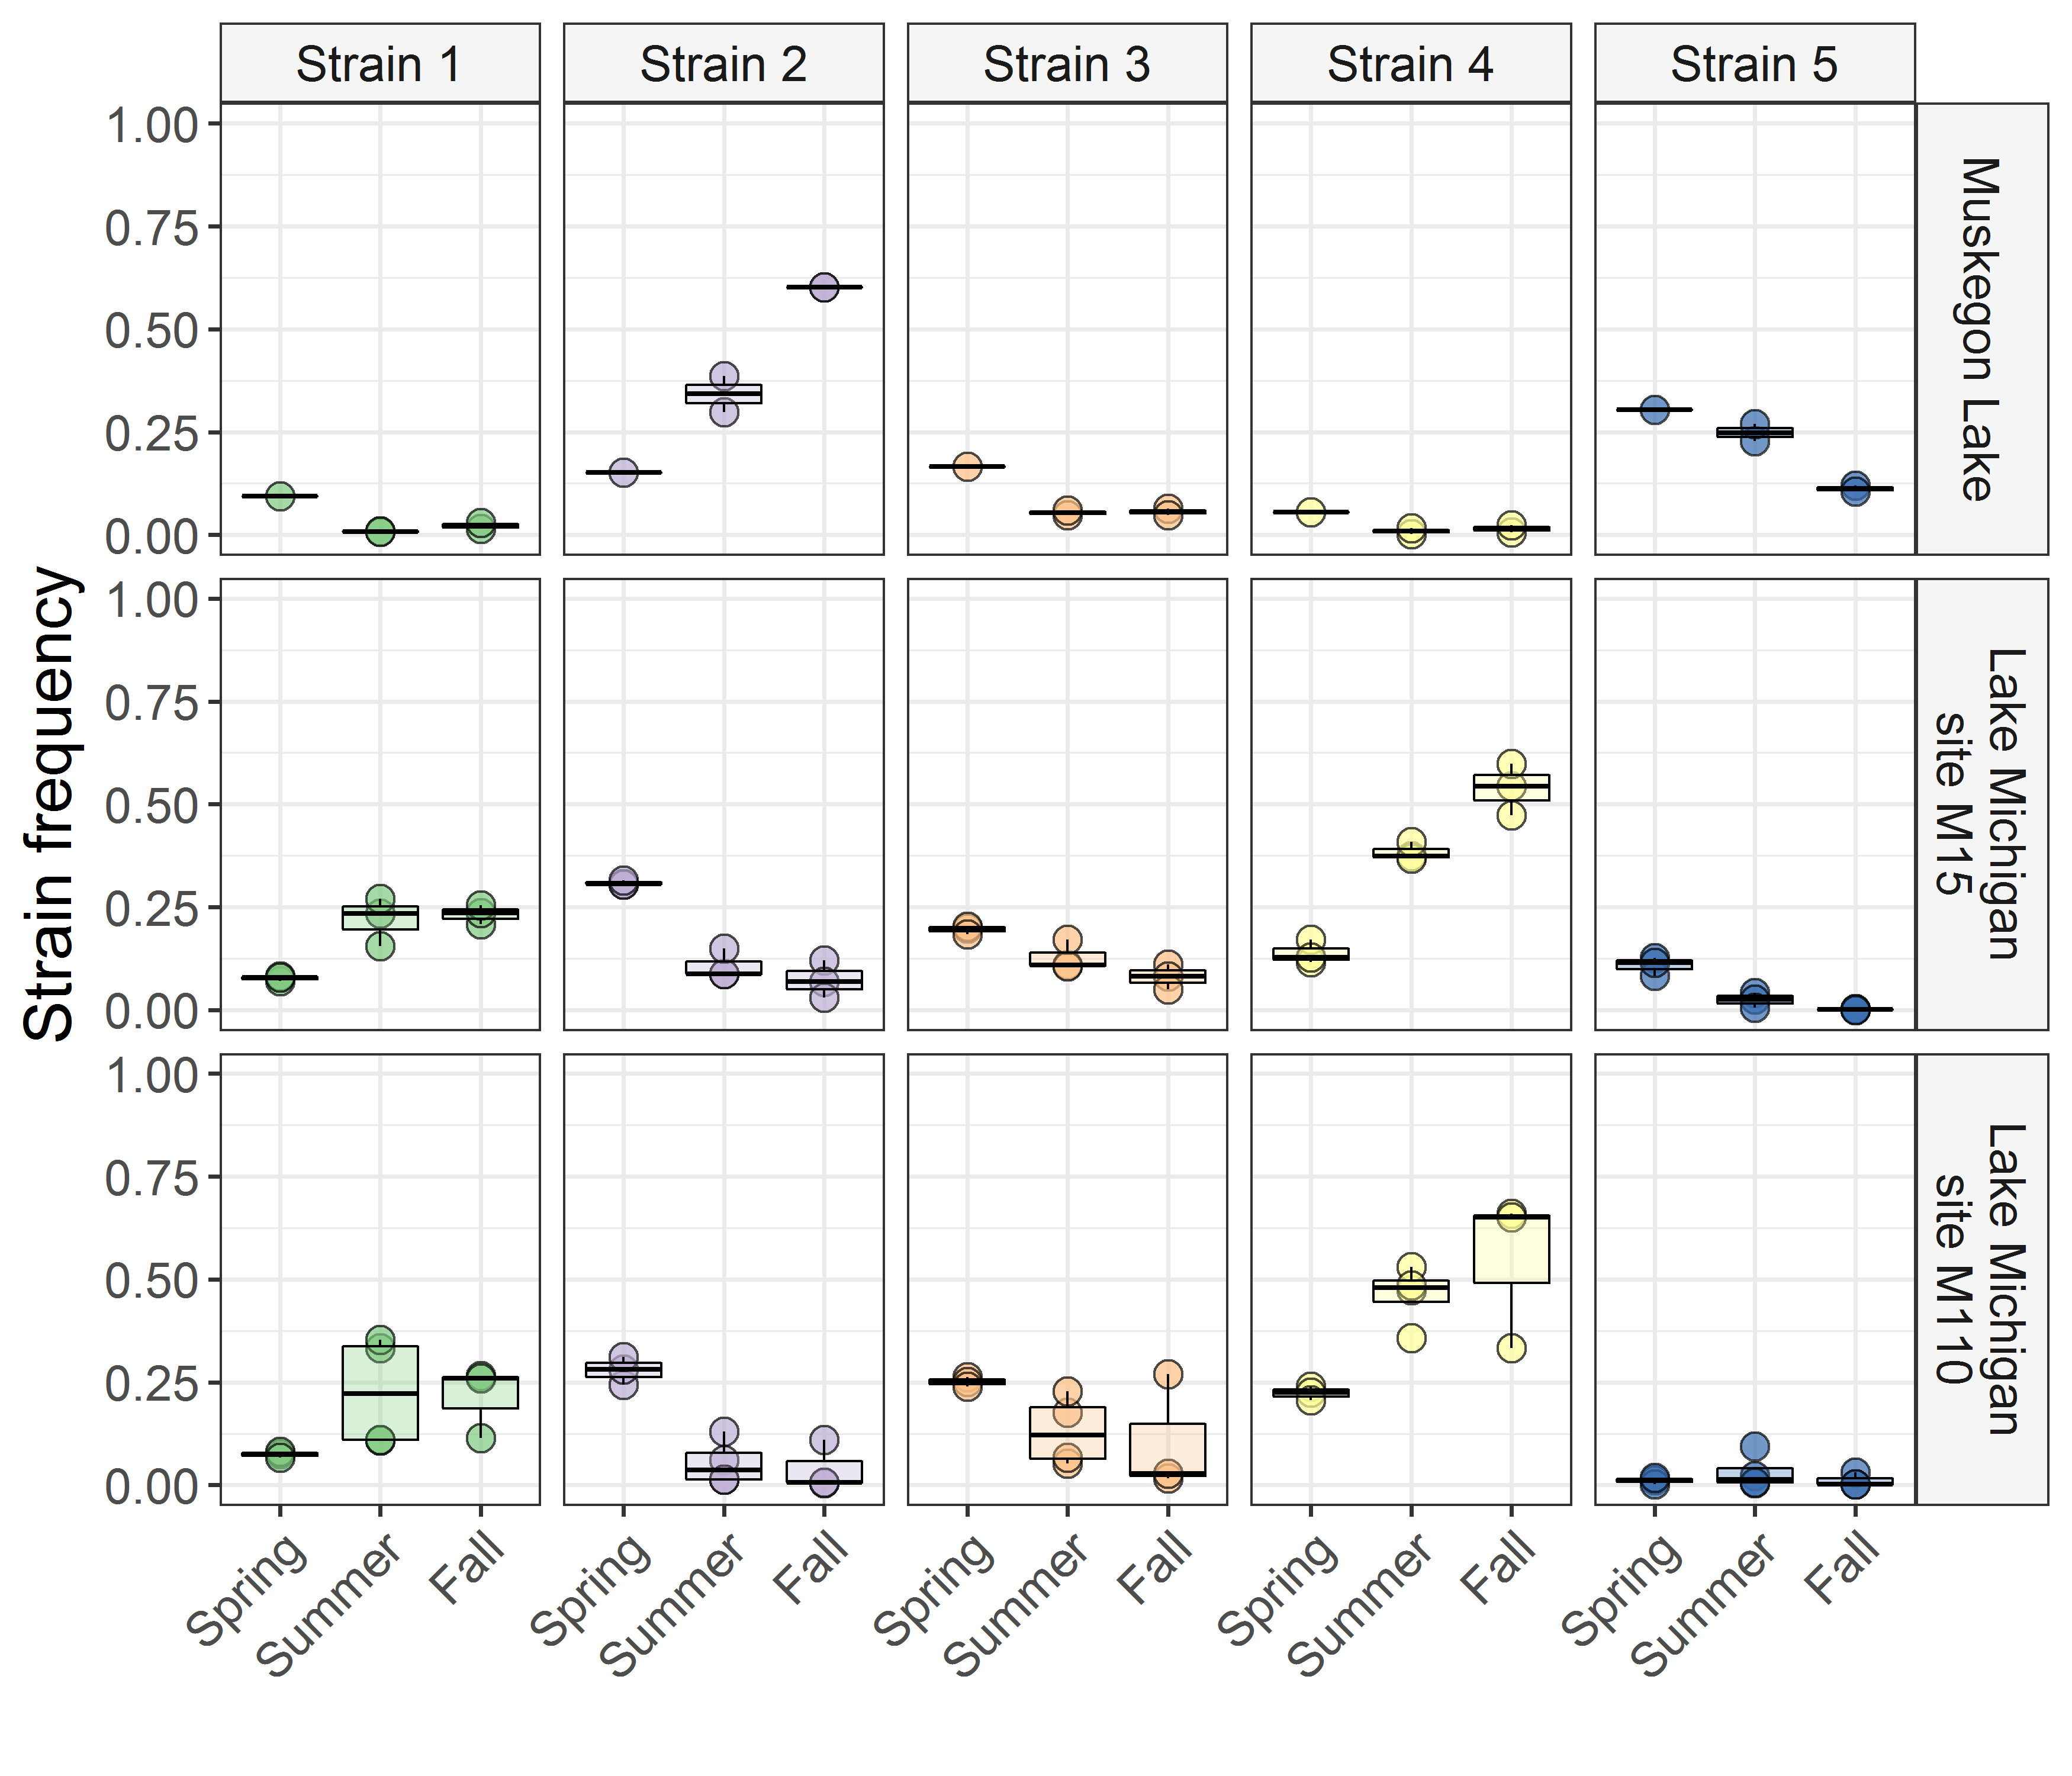 Strain 1
Strain 2
Strain 3
Strain 4
Strain 5
Strain frequency
1.00
0.75
0.50
0.25
0.00
Muskegon Lake
1.00
0.75
0.50
0.25
0.00
Lake Michigan
site M15
1.00
0.75
0.50
0.25
0.00
Lake Michigan
site M110
Spring
Summer
Fall
Spring
Summer
Fall
Spring
Summer
Fall
Spring
Summer
Fall
Spring
Summer
Fall